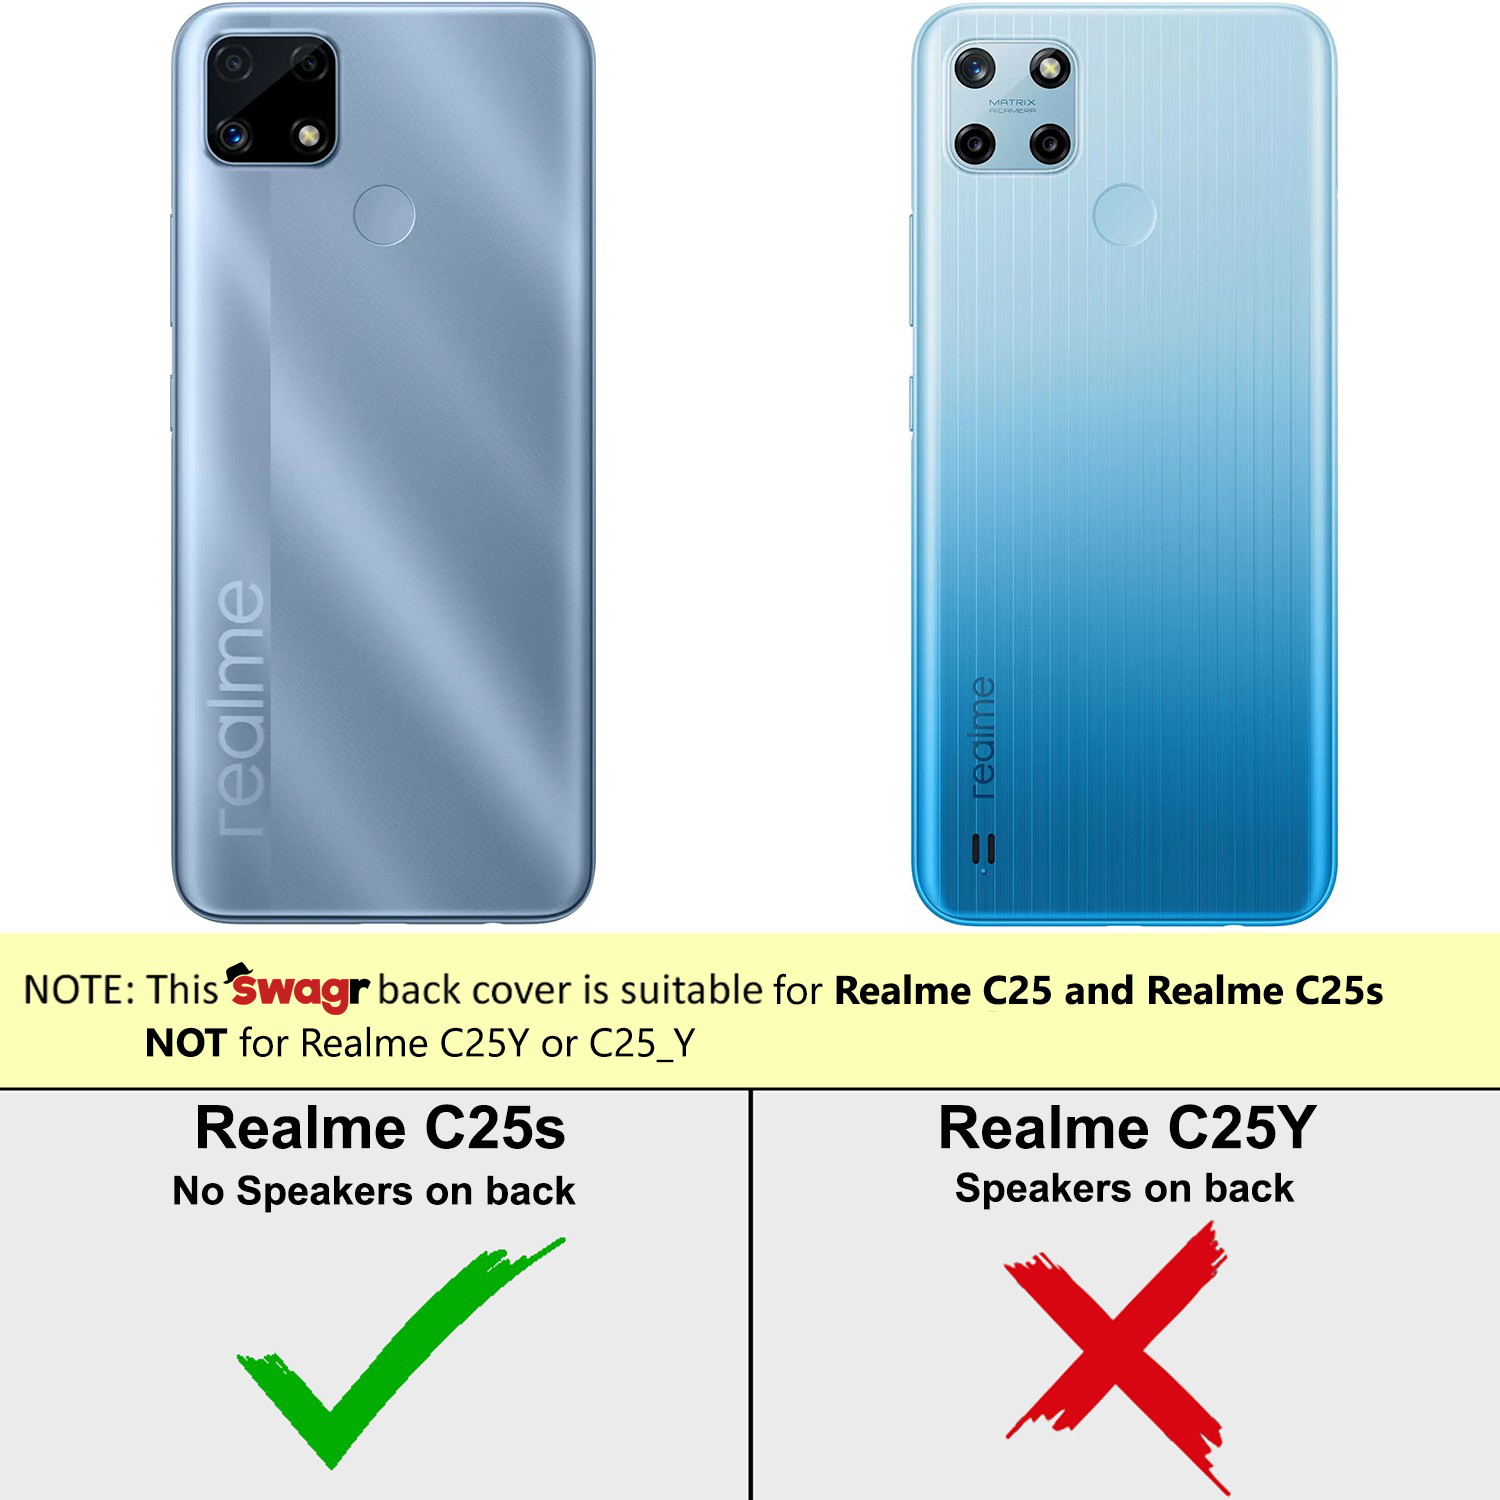 MATRIX
AI CAMERA
realme
realme
NOTE: This Swagr back cover is suitable for Realme C25 and Realme C25s
NOT for Realme C25Y or C25_Y
Realme C25s
No Speakers on back
Realme C25Y
Speakers on back